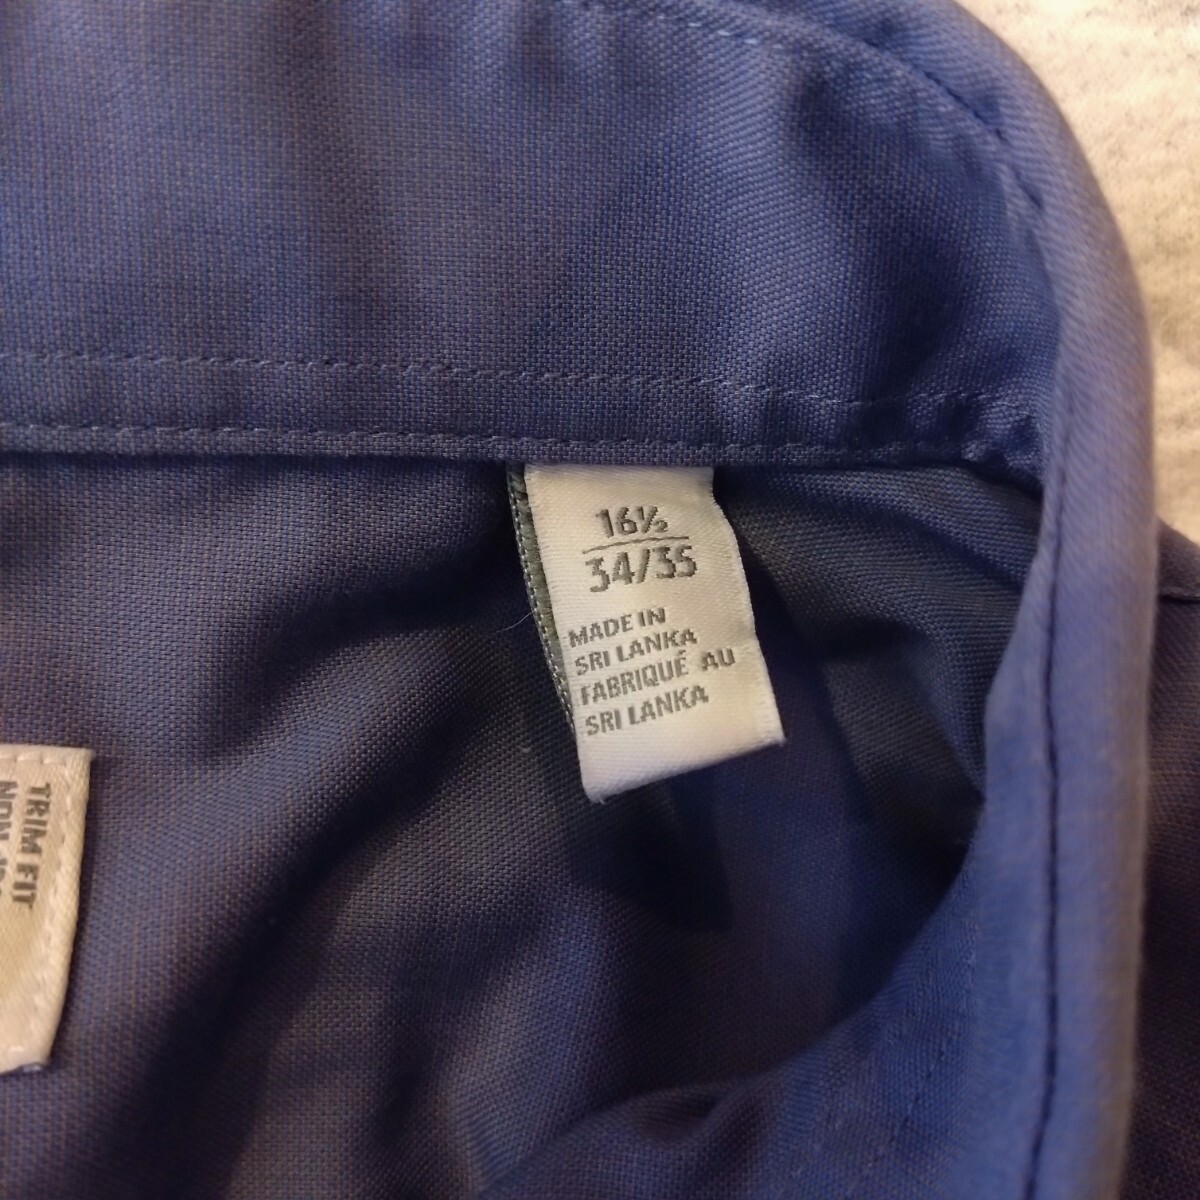 16½
34/35
MADE IN
SRI LANKA
FABRIQUÉ AU
SRI LANKA
TRIM FIT